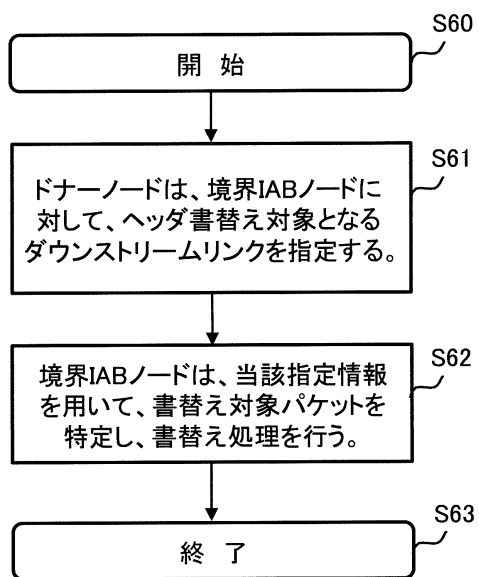 S60
開 始
S61
ドナーノードは、境界IABノードに
対して、ヘッダ書替え対象となる
ダウンストリームリンクを指定する。
S62
境界IABノードは、当該指定情報
を用いて、書替え対象パケットを
特定し、書替え処理を行う。
S63
終 了